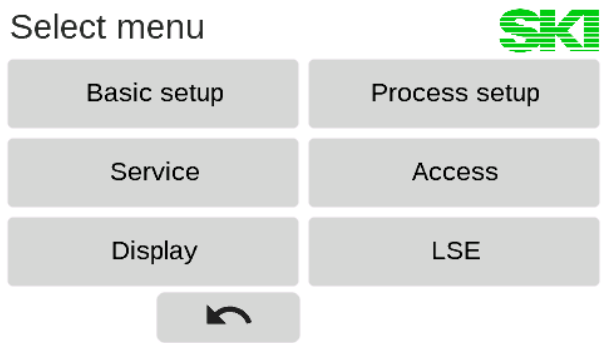 Select menu
SKI
Basic setup
Process setup
Service
Access
Display
LSE